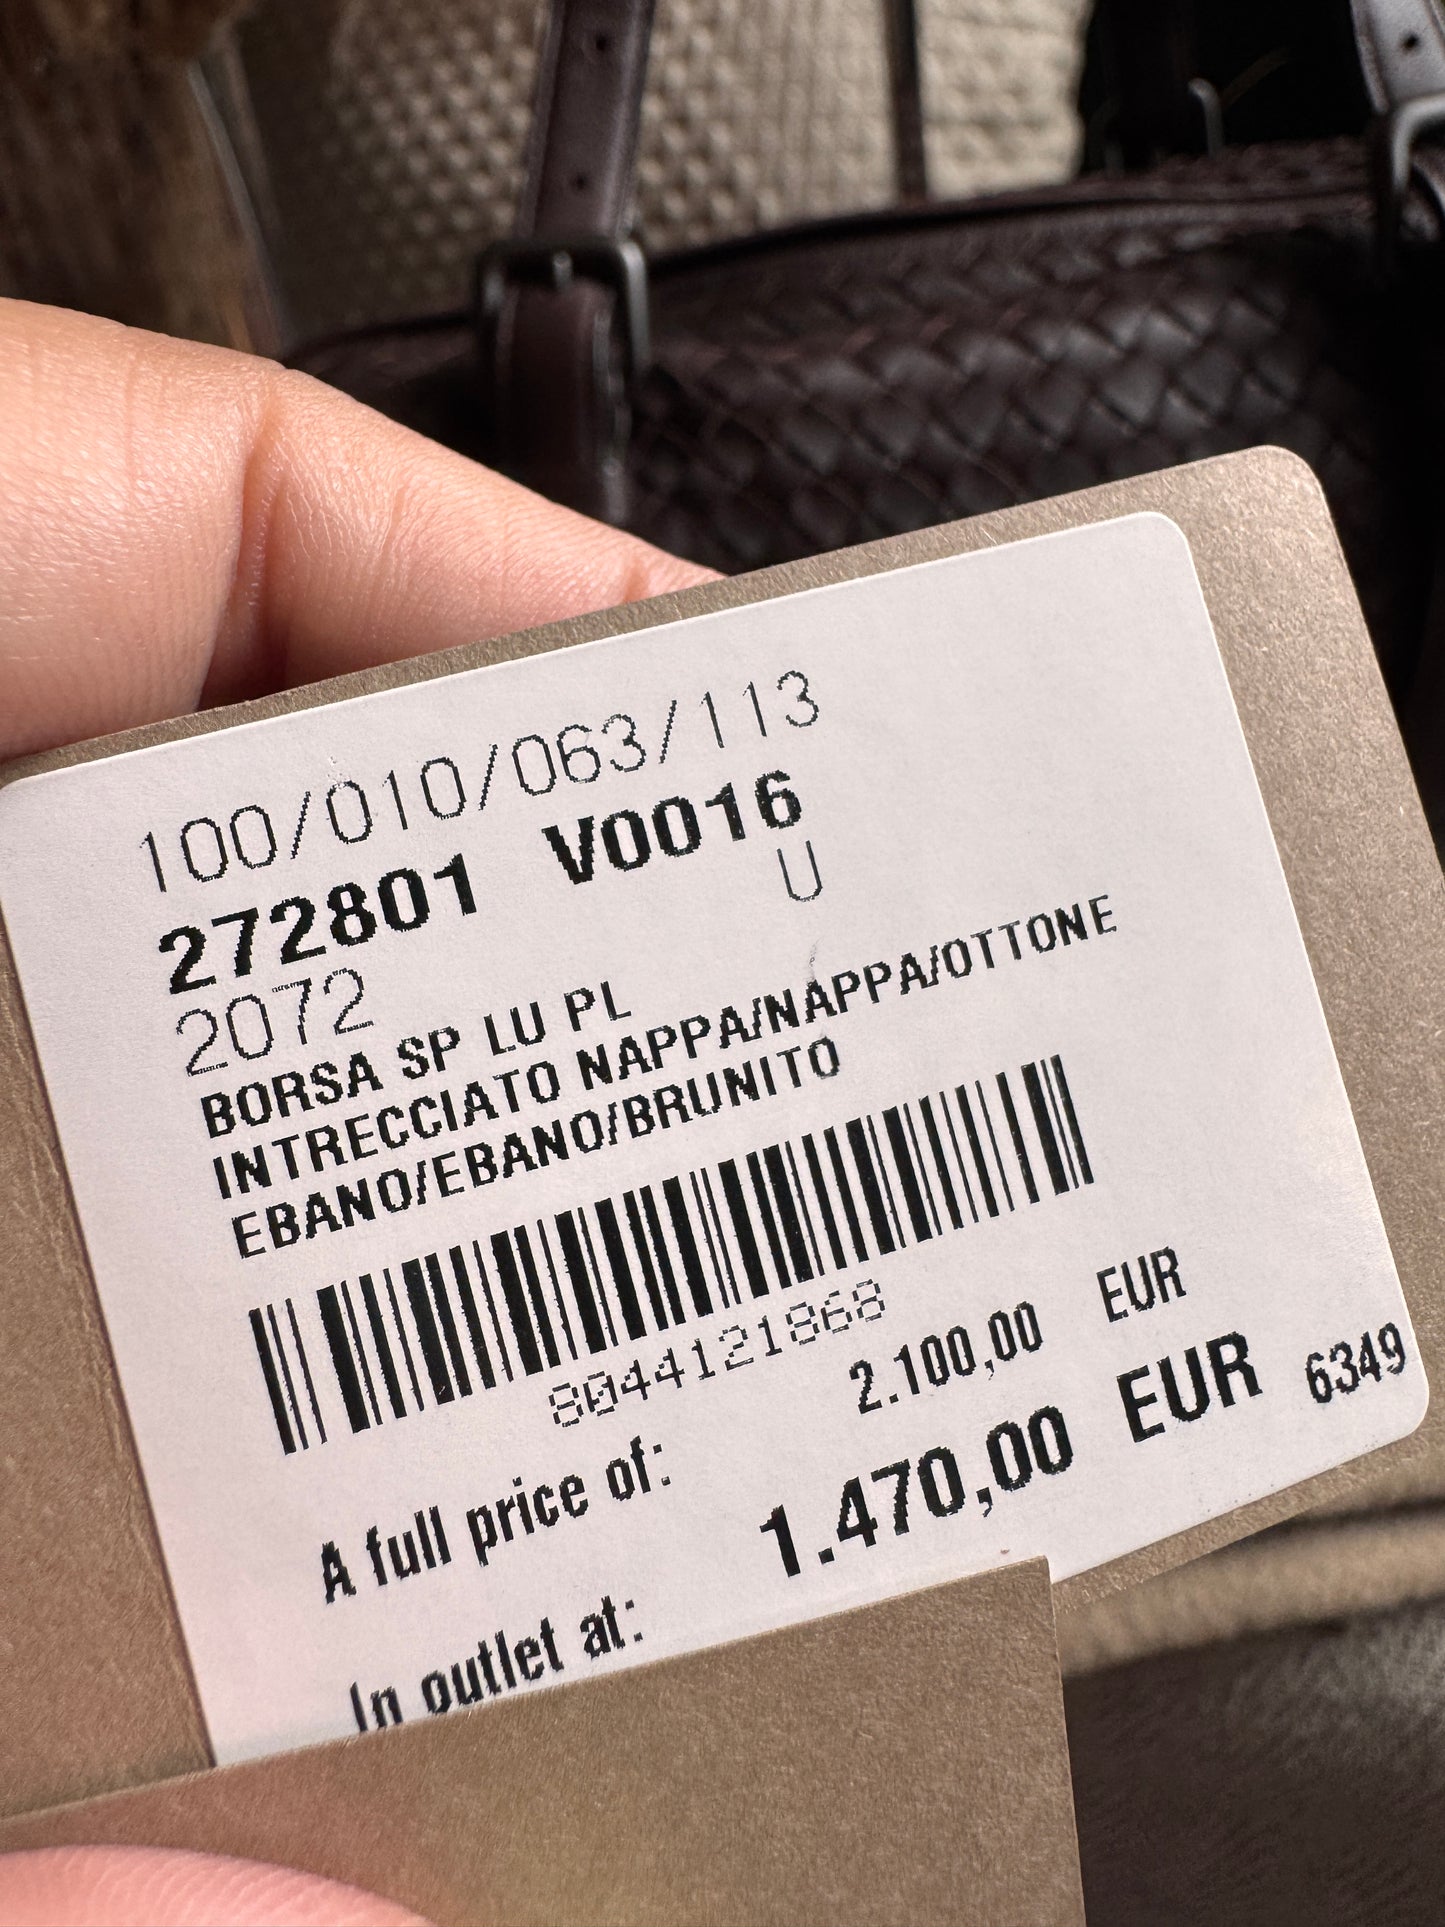 100/010/063/113
272801 V0016
2072 U
BORSA SP LU PL
INTRECCIATO NAPPA/NAPPA/OTTONE
EBANO/EBANO/BRUNITO
8044121868
A full price of: 2.100,00 EUR
In outlet at: 1.470,00 EUR 6349